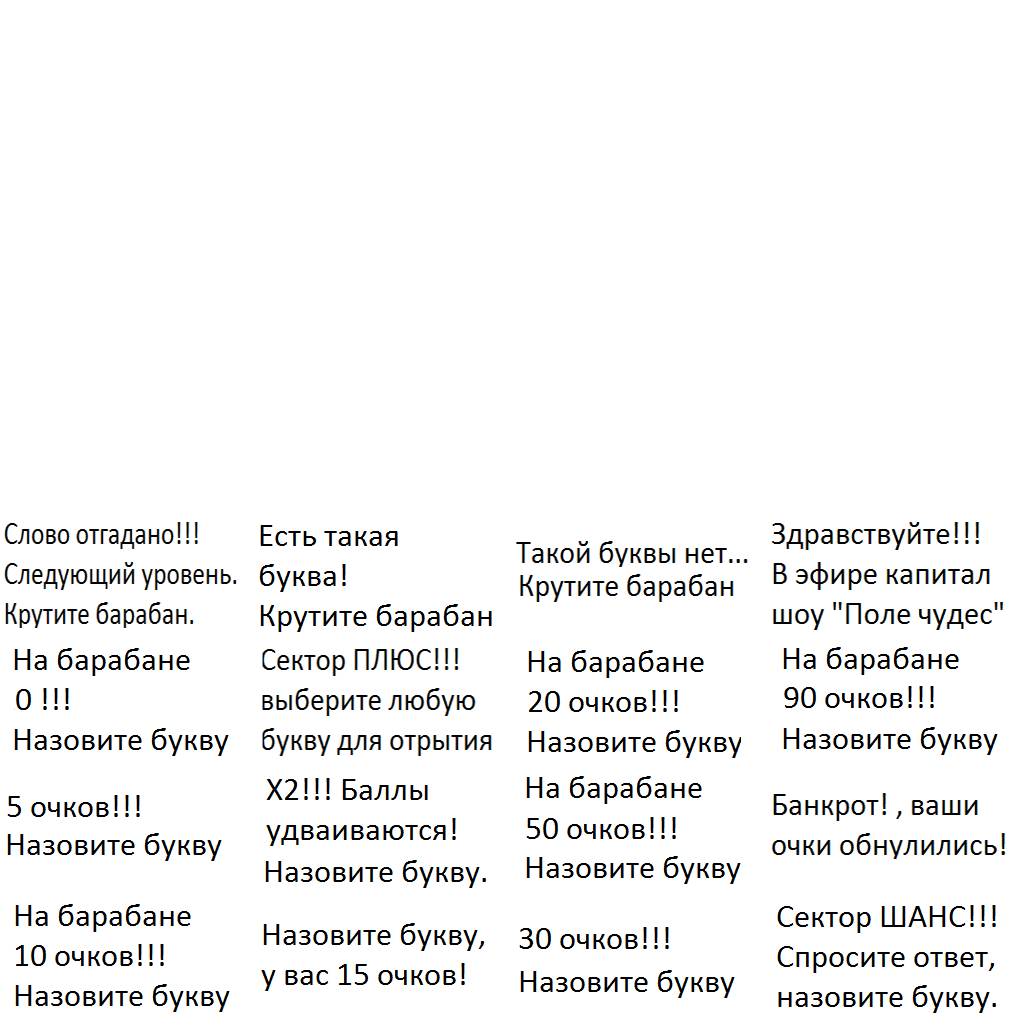 Слово отгадано!!!
Следующий уровень.
Крутите барабан.
Есть такая
буква!
Крутите барабан
Такой буквы нет...
Крутите барабан
Здравствуйте!!!
В эфире капитал
шоу "Поле чудес"
На барабане
0 !!!
Назовите букву
Сектор ПЛЮС!!!
выберите любую
букву для отрытия
На барабане
20 очков!!!
Назовите букву
На барабане
90 очков!!!
Назовите букву
5 очков!!!
Назовите букву
X2!!! Баллы
удваиваются!
Назовите букву.
На барабане
50 очков!!!
Назовите букву
Банкрот! , ваши
очки обнулились!
На барабане
10 очков!!!
Назовите букву
Назовите букву,
у вас 15 очков!
30 очков!!!
Назовите букву
Сектор ШАНС!!!
Спросите ответ,
назовите букву.